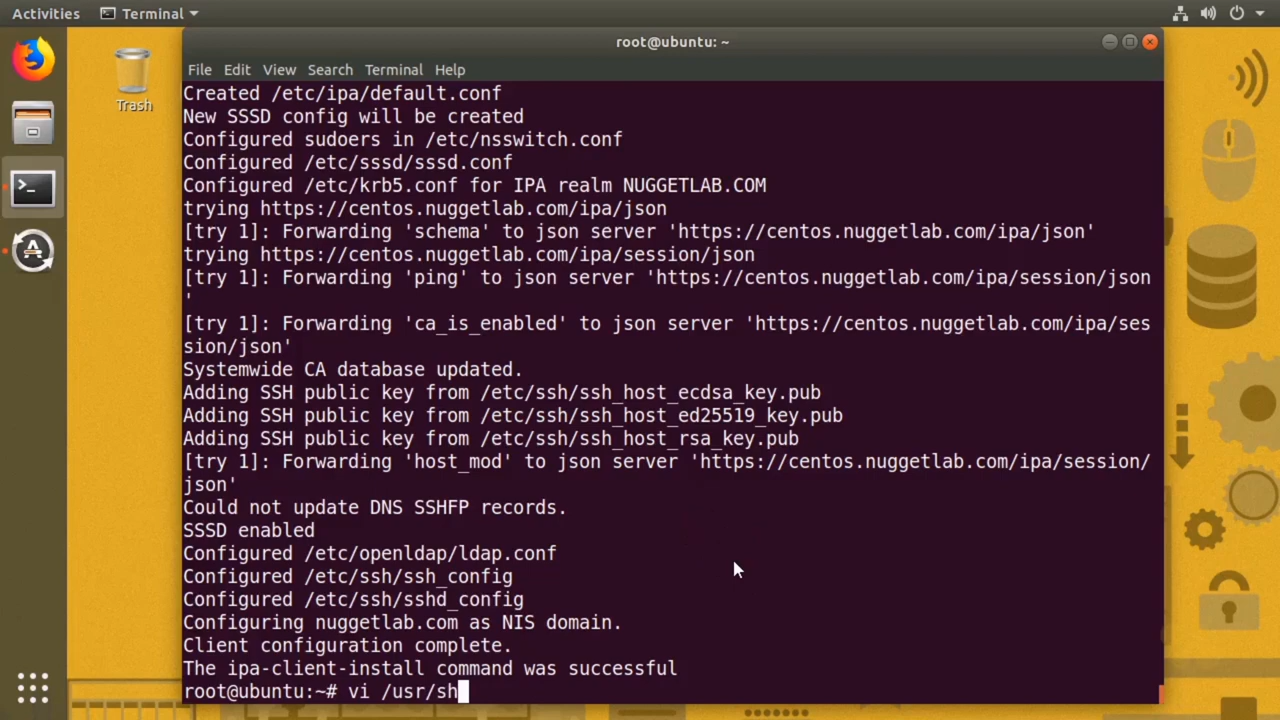 Activities Terminal
Trash
root@ubuntu: ~
File Edit View Search Terminal Help
Created /etc/ipa/default.conf
New SSSD config will be created
Configured sudoers in /etc/nsswitch.conf
Configured /etc/sssd/sssd.conf
Configured /etc/krb5.conf for IPA realm NUGGETLAB.COM
trying https://centos.nuggetlab.com/ipa/json
[try 1]: Forwarding 'schema' to json server 'https://centos.nuggetlab.com/ipa/json'
trying https://centos.nuggetlab.com/ipa/session/json
[try 1]: Forwarding 'ping' to json server 'https://centos.nuggetlab.com/ipa/session/json
'
[try 1]: Forwarding 'ca_is_enabled' to json server 'https://centos.nuggetlab.com/ipa/ses
sion/json'
Systemwide CA database updated.
Adding SSH public key from /etc/ssh/ssh_host_ecdsa_key.pub
Adding SSH public key from /etc/ssh/ssh_host_ed25519_key.pub
Adding SSH public key from /etc/ssh/ssh_host_rsa_key.pub
[try 1]: Forwarding 'host_mod' to json server 'https://centos.nuggetlab.com/ipa/session/
json'
Could not update DNS SSHFP records.
SSSD enabled
Configured /etc/openldap/ldap.conf
Configured /etc/ssh/ssh_config
Configured /etc/ssh/sshd_config
Configuring nuggetlab.com as NIS domain.
Client configuration complete.
The ipa-client-install command was successful
root@ubuntu:~# vi /usr/sh